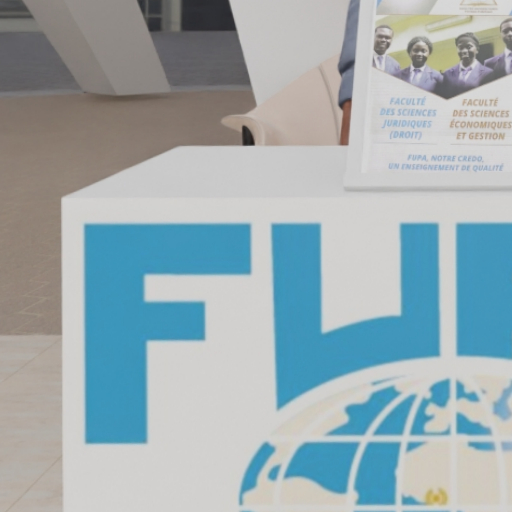 FACULTÉ
DES SCIENCES
JURIDIQUES
(DROIT)
FACULTÉ
DES SCIENCES
ÉCONOMIQUES
ET GESTION
FUPA, NOTRE CREDO,
UN ENSEIGNEMENT DE QUALITÉ
FU